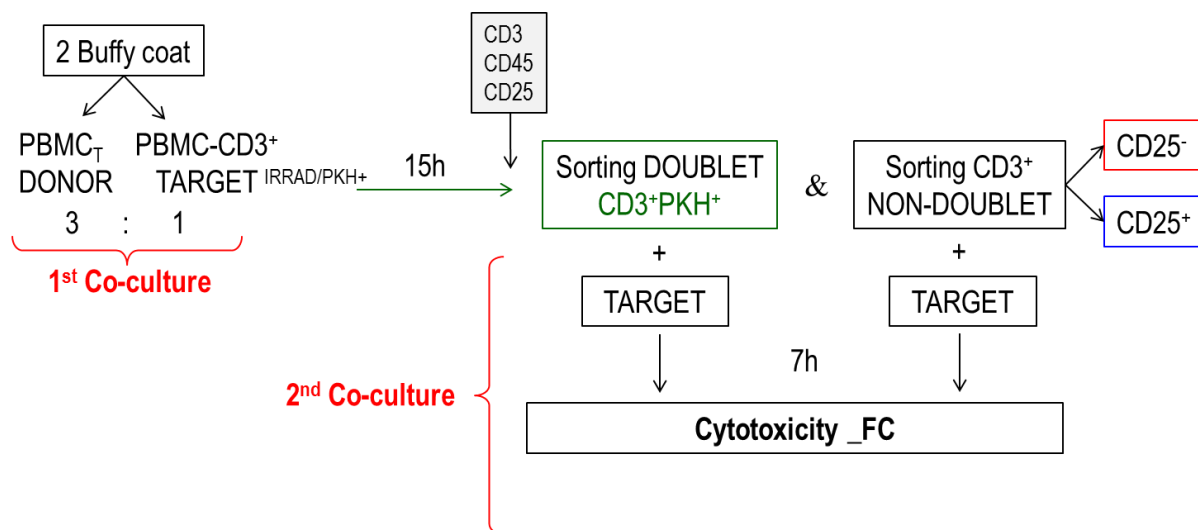 2 Buffy coat
PBMCT PBMC-CD3+
DONOR TARGET IRRAD/PKH+
3 : 1
1st Co-culture
15h
CD3
CD45
CD25
Sorting DOUBLET
CD3+PKH+
&
Sorting CD3+
NON-DOUBLET
CD25-
CD25+
+
+
TARGET
TARGET
7h
2nd Co-culture
Cytotoxicity _FC